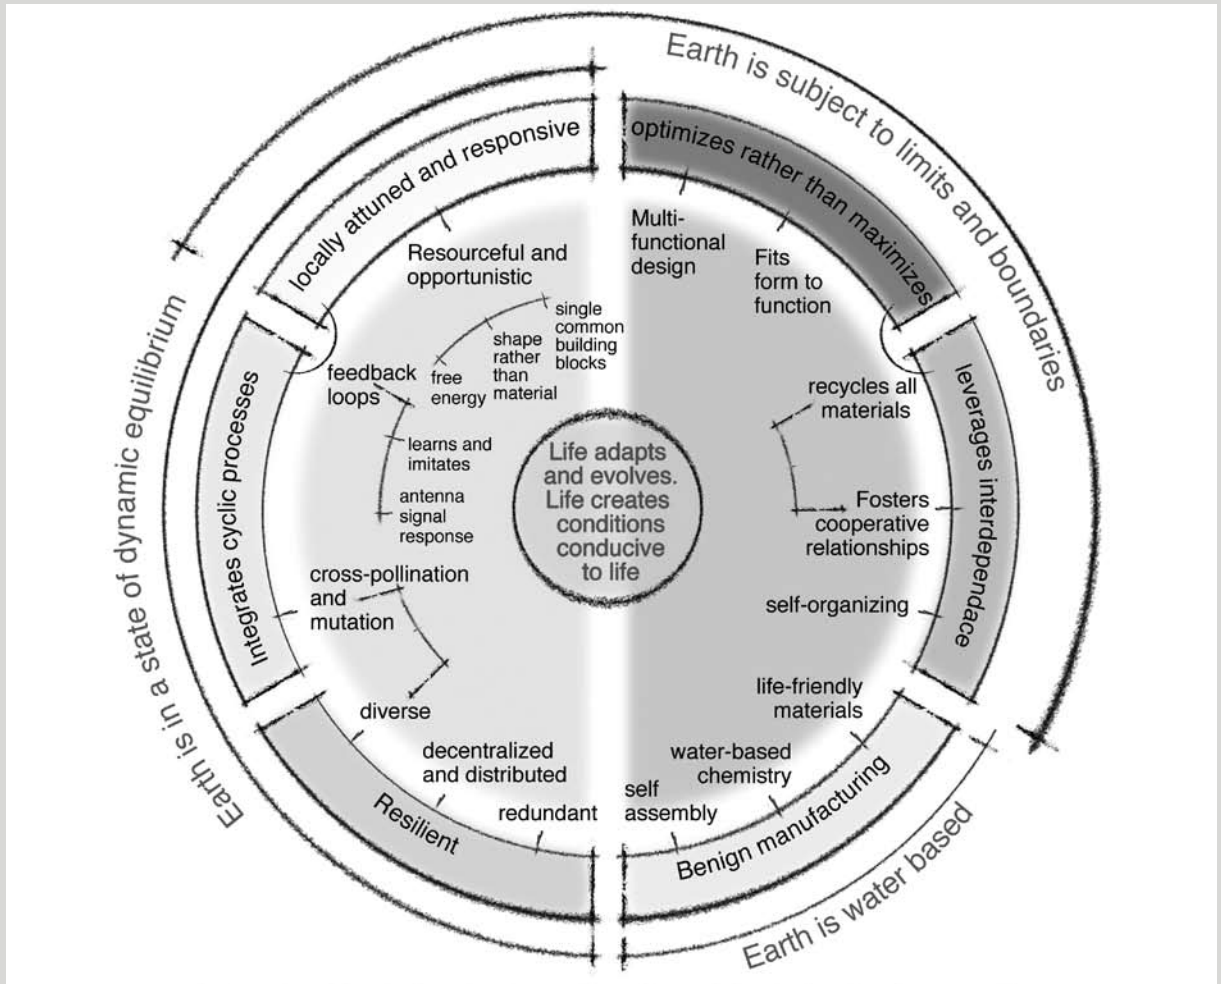 Earth is subject to limits and boundaries
Earth is in a state of dynamic equilibrium
Earth is water based
locally attuned and responsive
optimizes rather than maximizes
leverages interdependace
Benign manufacturing
Resilient
Integrates cyclic processes
Resourceful and
opportunistic
single
common
building
blocks
shape
rather
than
material
free
energy
feedback
loops
learns and
imitates
antenna
signal
response
cross-pollination
and
mutation
diverse
decentralized
and distributed
redundant
Multi-
functional
design
Fits
form to
function
recycles all
materials
Fosters
cooperative
relationships
self-organizing
life-friendly
materials
water-based
chemistry
self
assembly
Life adapts
and evolves.
Life creates
conditions
conducive
to life